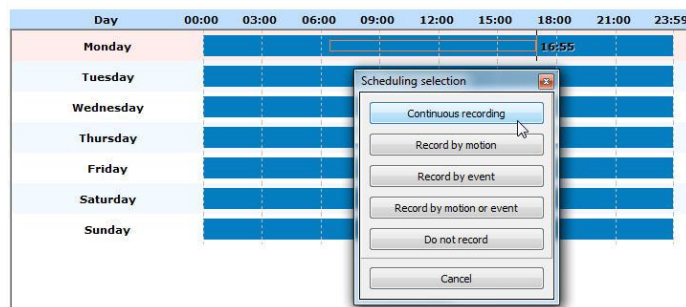 Day 00:00 03:00 06:00 09:00 12:00 15:00 18:00 21:00 23:59
Monday 16:55
Tuesday
Wednesday
Thursday
Friday
Saturday
Sunday
Scheduling selection
Continuous recording
Record by motion
Record by event
Record by motion or event
Do not record
Cancel